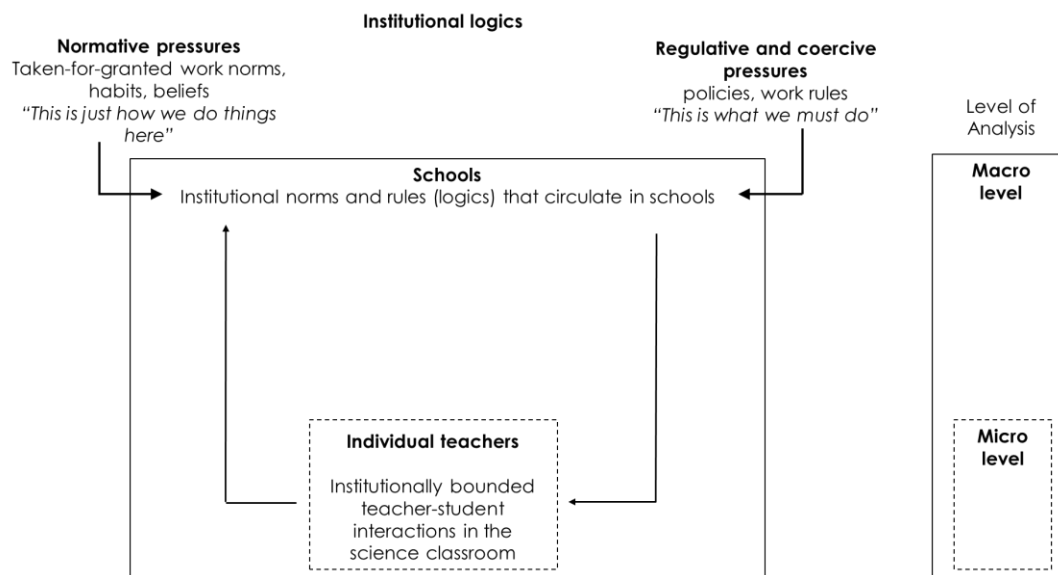 Institutional logics
Normative pressures
Taken-for-granted work norms,
habits, beliefs
“This is just how we do things
here”
Regulative and coercive
pressures
policies, work rules
“This is what we must do”
Level of
Analysis
Schools
Institutional norms and rules (logics) that circulate in schools
Macro
level
Individual teachers
Institutionally bounded
teacher-student
interactions in the
science classroom
Micro
level